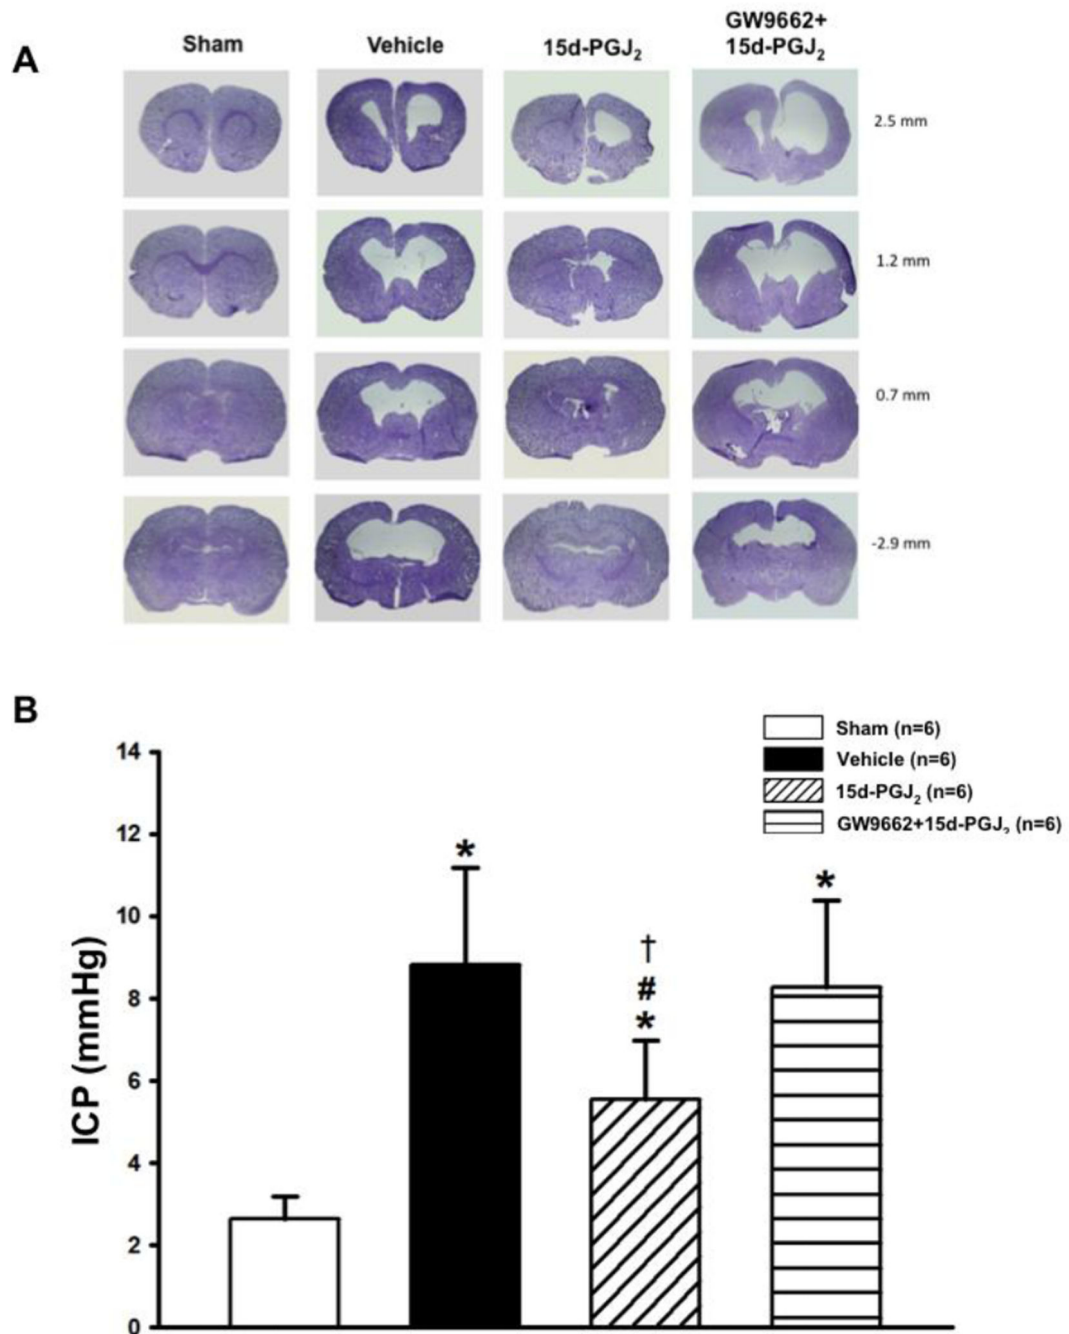 A
Sham
Vehicle
15d-PGJ₂
GW9662+
15d-PGJ₂
2.5 mm
1.2 mm
0.7 mm
-2.9 mm
B
Sham (n=6)
Vehicle (n=6)
15d-PGJ₂ (n=6)
GW9662+15d-PGJ₂ (n=6)
ICP (mmHg)
14
12
10
8
6
4
2
0
*
†
#
*
*